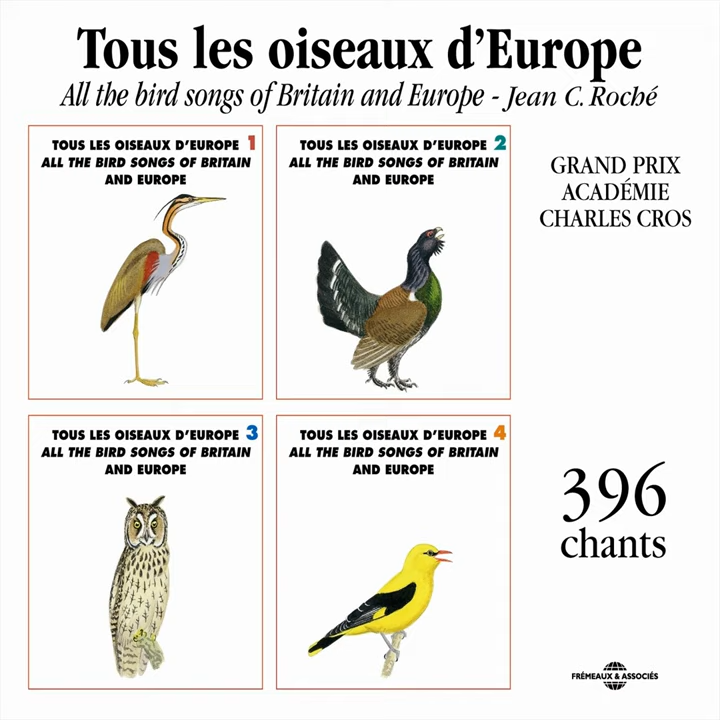 Tous les oiseaux d'Europe
All the bird songs of Britain and Europe - Jean C. Roché
TOUS LES OISEAUX D'EUROPE 1
ALL THE BIRD SONGS OF BRITAIN
AND EUROPE
TOUS LES OISEAUX D'EUROPE 2
ALL THE BIRD SONGS OF BRITAIN
AND EUROPE
GRAND PRIX
ACADÉMIE
CHARLES CROS
TOUS LES OISEAUX D'EUROPE 3
ALL THE BIRD SONGS OF BRITAIN
AND EUROPE
TOUS LES OISEAUX D'EUROPE 4
ALL THE BIRD SONGS OF BRITAIN
AND EUROPE
396
chants
FRÉMEAUX & ASSOCIÉS